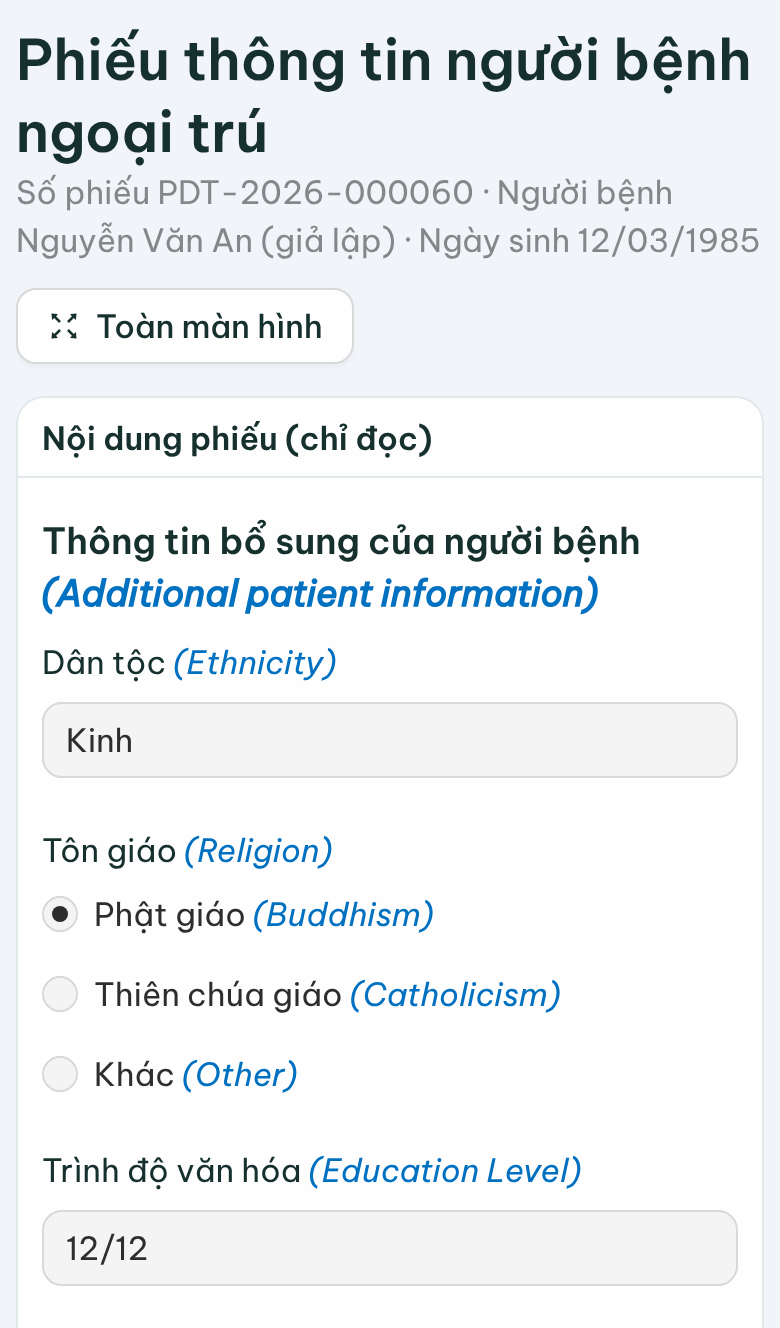 Phiếu thông tin người bệnh
ngoại trú
Số phiếu PDT-2026-000060 · Người bệnh
Nguyễn Văn An (giả lập) · Ngày sinh 12/03/1985
Toàn màn hình
Nội dung phiếu (chỉ đọc)
Thông tin bổ sung của người bệnh
(Additional patient information)
Dân tộc (Ethnicity)
Kinh
Tôn giáo (Religion)
Phật giáo (Buddhism)
Thiên chúa giáo (Catholicism)
Khác (Other)
Trình độ văn hóa (Education Level)
12/12